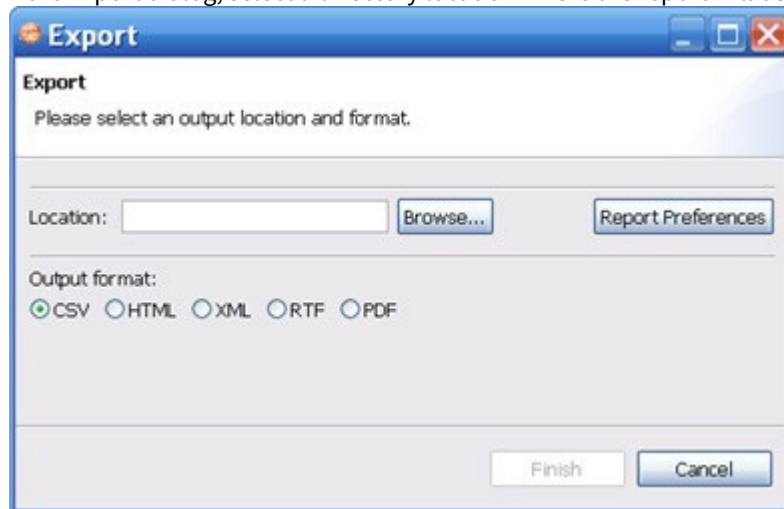 Export
Export
Please select an output location and format.
Location:
Browse...
Report Preferences
Output format:
CSV HTML XML RTF PDF
Finish
Cancel